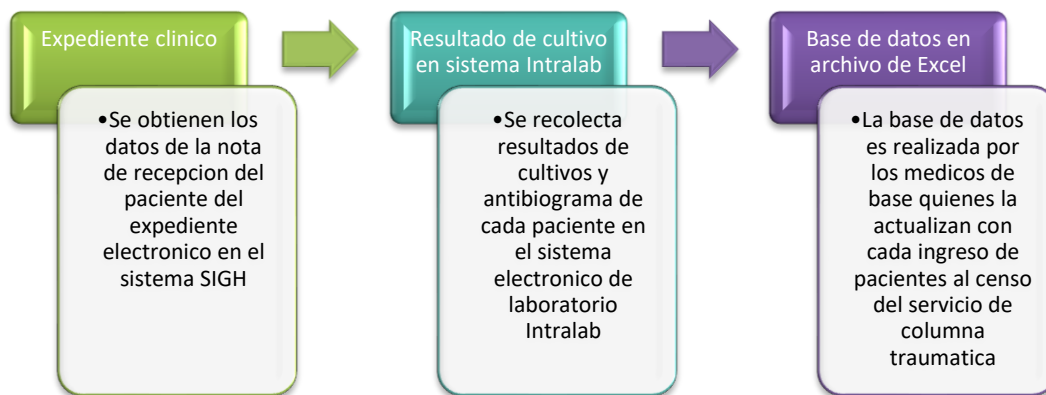 Expediente clinico
•Se obtienen los
datos de la nota
de recepcion del
paciente del
expediente
electronico en el
sistema SIGH
Resultado de cultivo
en sistema Intralab
•Se recolecta
resultados de
cultivos y
antibiograma de
cada paciente en
el sistema
electronico de
laboratorio
Intralab
Base de datos en
archivo de Excel
•La base de datos
es realizada por
los medicos de
base quienes la
actualizan con
cada ingreso de
pacientes al censo
del servicio de
columna
traumatica